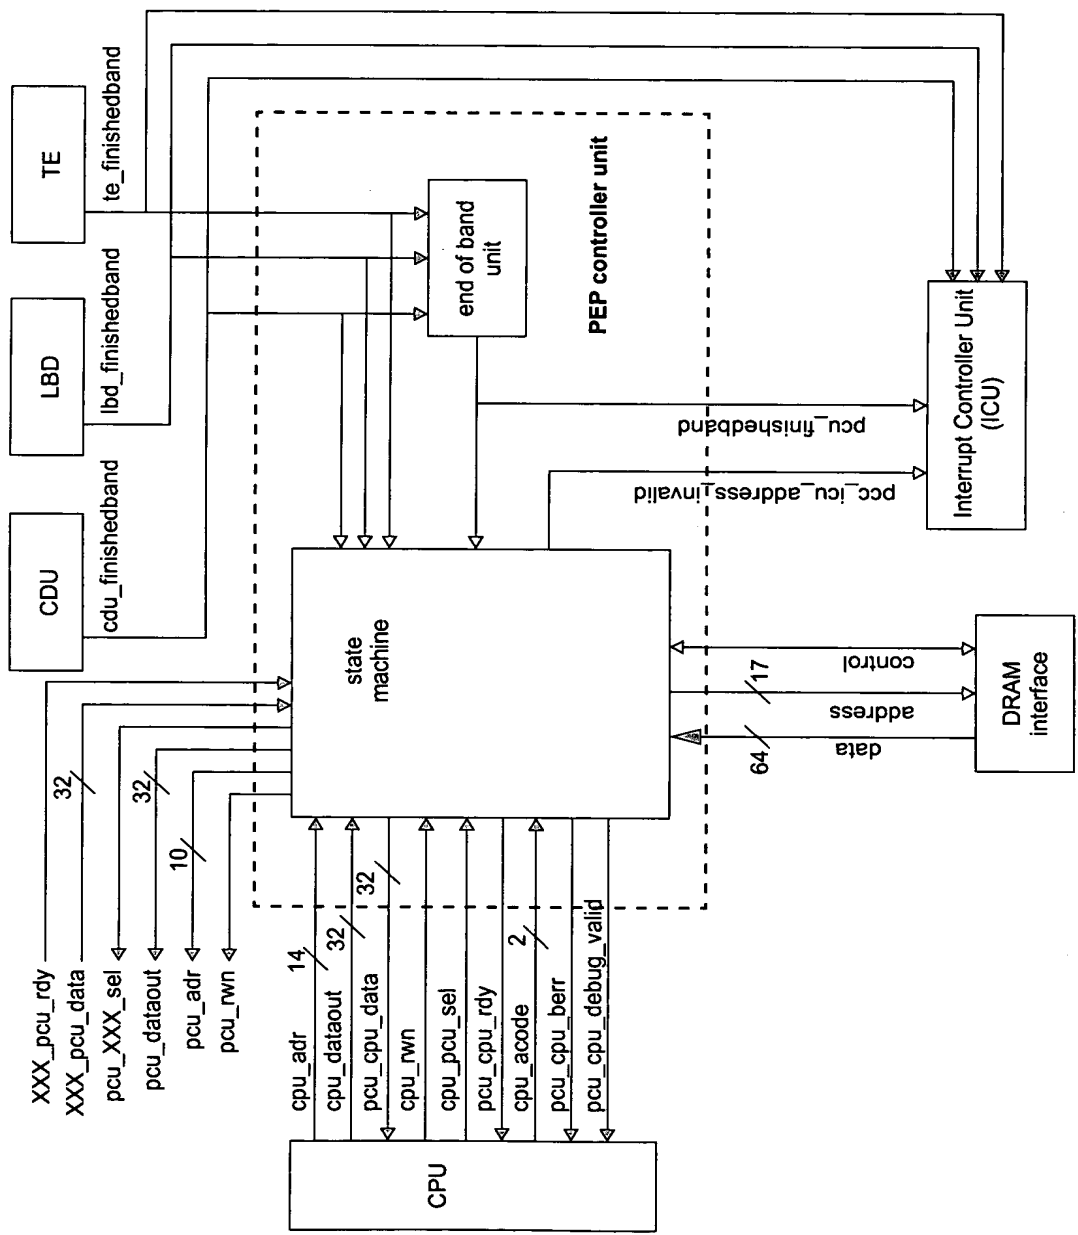 TE
te_finishedband
LBD
lbd_finishedband
CDU
cdu_finishedband
end of band
unit
PEP controller unit
state
machine
pcu_finishedband
pcc_icu_address_invalid
Interrupt Controller Unit
(ICU)
XXX_pcu_rdy
XXX_pcu_data
32
pcu_XXX_sel
pcu_dataout
32
pcu_adr
10
pcu_rwn
cpu_adr
14
cpu_dataout
32
pcu_cpu_data
32
cpu_rwn
cpu_pcu_sel
pcu_cpu_rdy
cpu_acode
2
pcu_cpu_berr
pcu_cpu_debug_valid
CPU
control
address
17
data
64
DRAM
interface